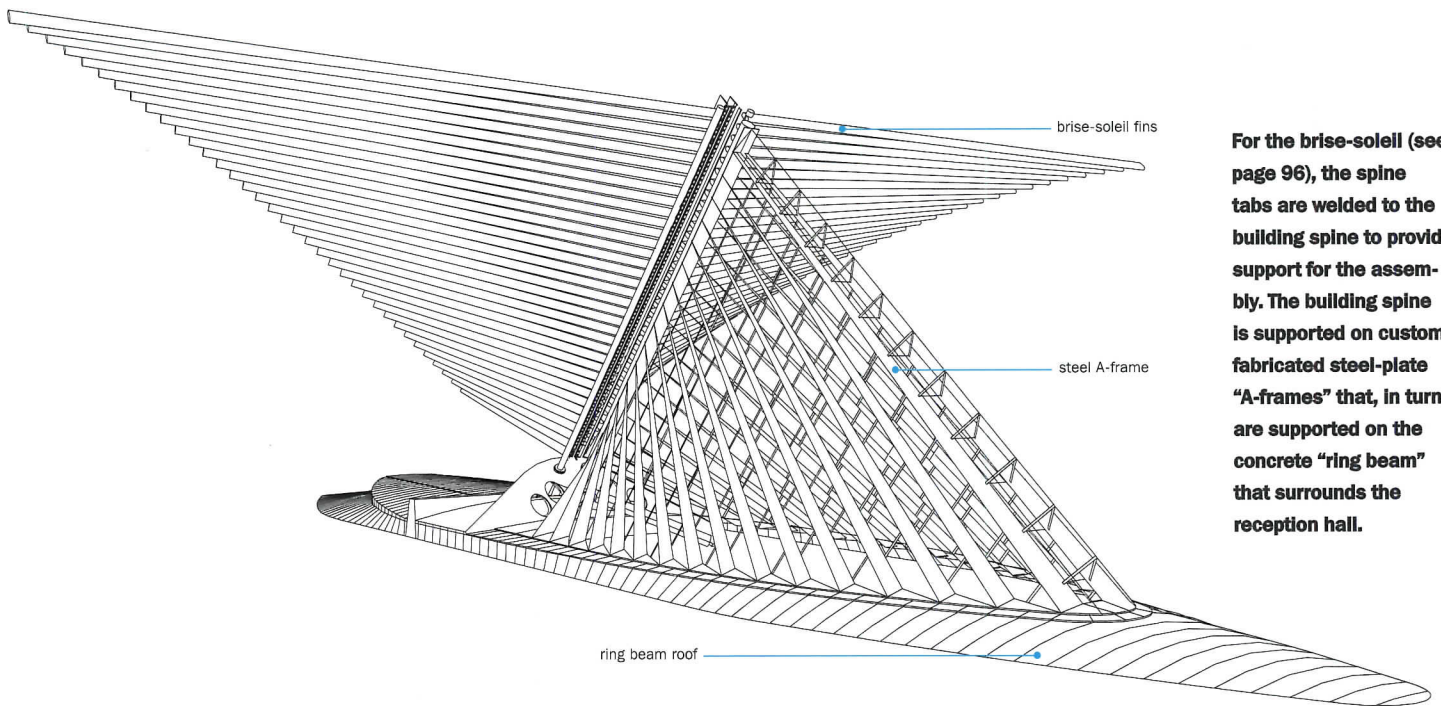 brise-soleil fins
steel A-frame
ring beam roof
For the brise-soleil (see
page 96), the spine
tabs are welded to the
building spine to provid
support for the assem-
bly. The building spine
is supported on custom
fabricated steel-plate
“A-frames” that, in turn
are supported on the
concrete “ring beam”
that surrounds the
reception hall.